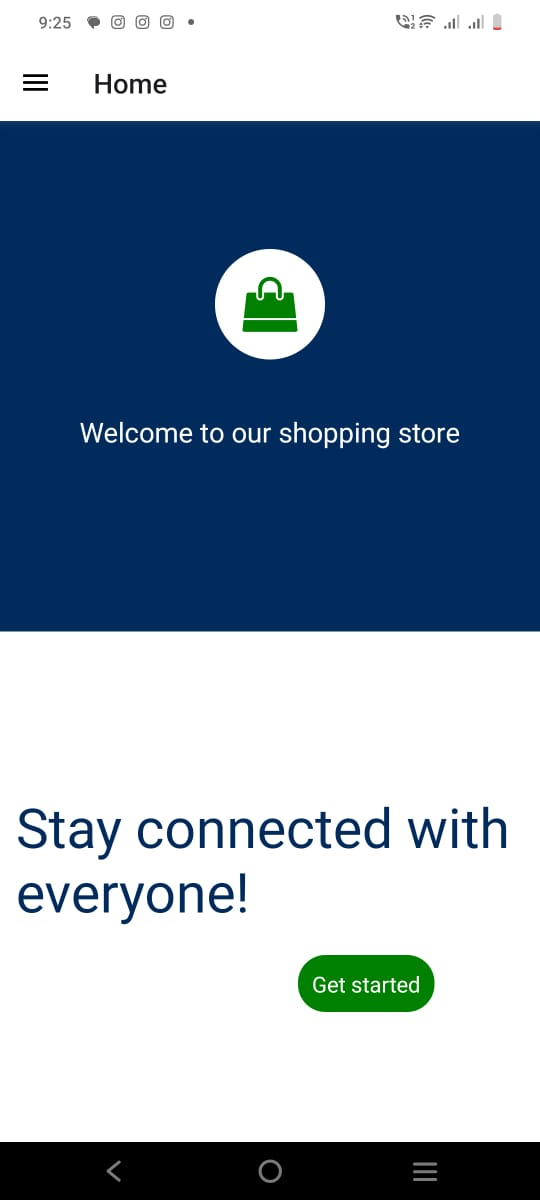 9:25
Home
Welcome to our shopping store
Stay connected with
everyone!
Get started